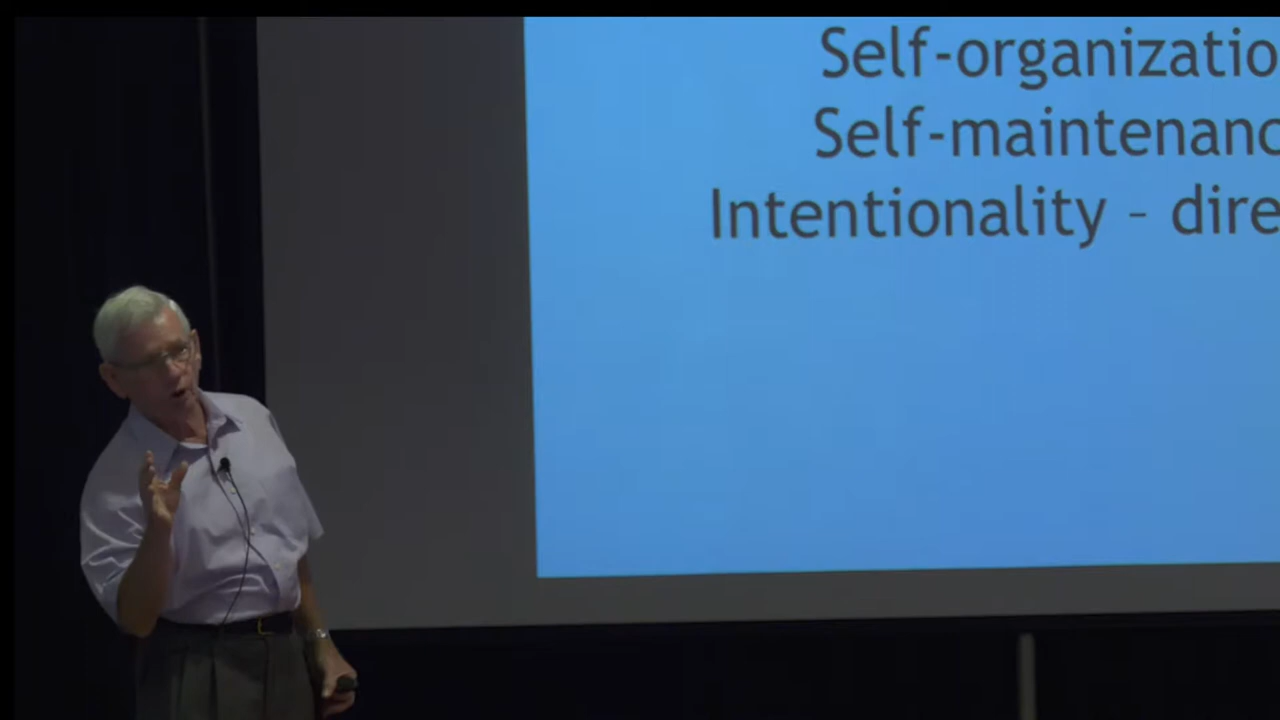 Self-organizatio
Self-maintenanc
Intentionality – dire